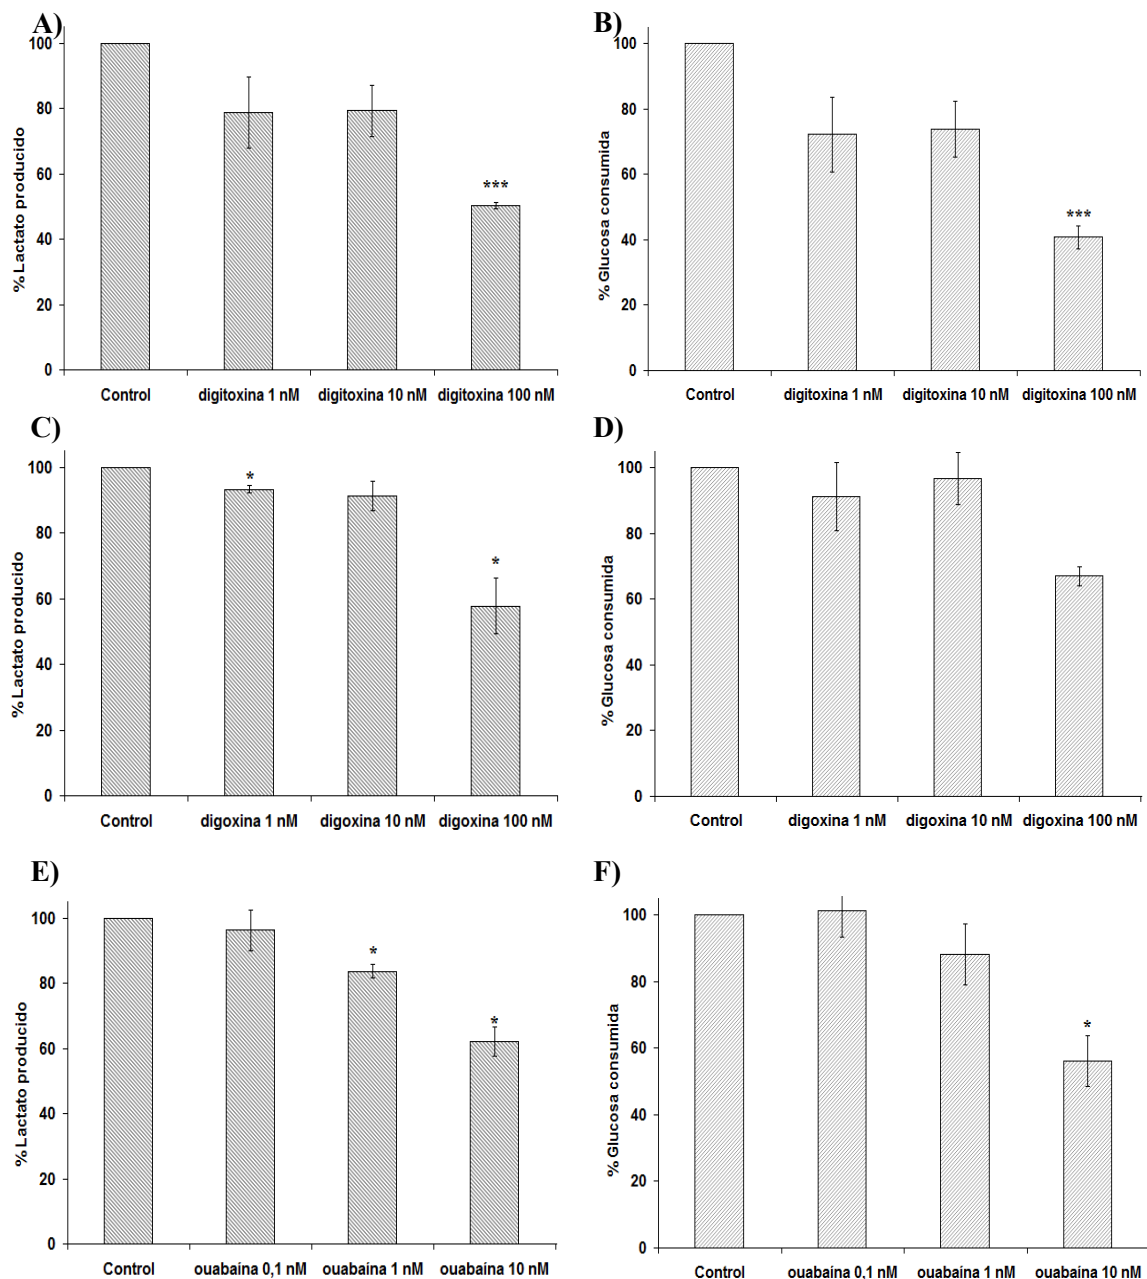 A)
% Lactato producido
100
80
60
40
20
0
***
Control
digitoxina 1 nM
digitoxina 10 nM
digitoxina 100 nM
B)
% Glucosa consumida
100
80
60
40
20
0
***
Control
digitoxina 1 nM
digitoxina 10 nM
digitoxina 100 nM
C)
% Lactato producido
100
80
60
40
20
0
*
*
Control
digoxina 1 nM
digoxina 10 nM
digoxina 100 nM
D)
% Glucosa consumida
100
80
60
40
20
0
Control
digoxina 1 nM
digoxina 10 nM
digoxina 100 nM
E)
% Lactato producido
100
80
60
40
20
0
*
*
Control
ouabaína 0,1 nM
ouabaína 1 nM
ouabaína 10 nM
F)
% Glucosa consumida
100
80
60
40
20
0
*
Control
ouabaína 0,1 nM
ouabaína 1 nM
ouabaína 10 nM